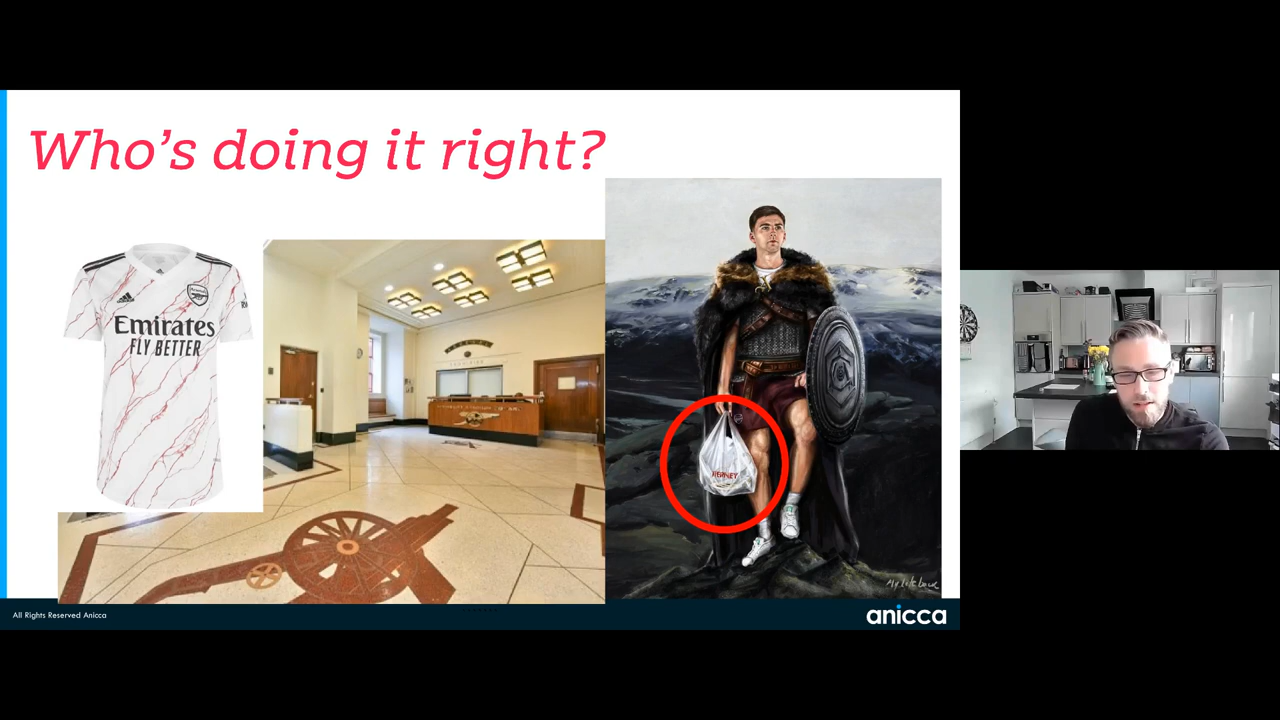 Who's doing it right?
Emirates
FLY BETTER
All Rights Reserved Anicca
anicca